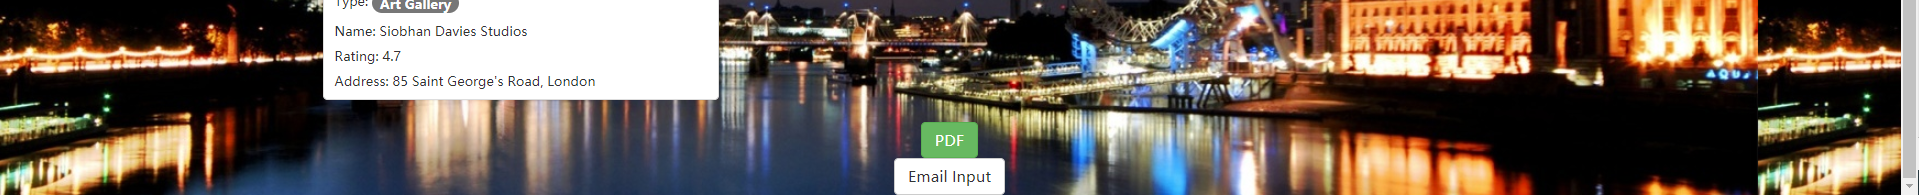 Type: Art Gallery
Name: Siobhan Davies Studios
Rating: 4.7
Address: 85 Saint George's Road, London
AQU
PDF
Email Input